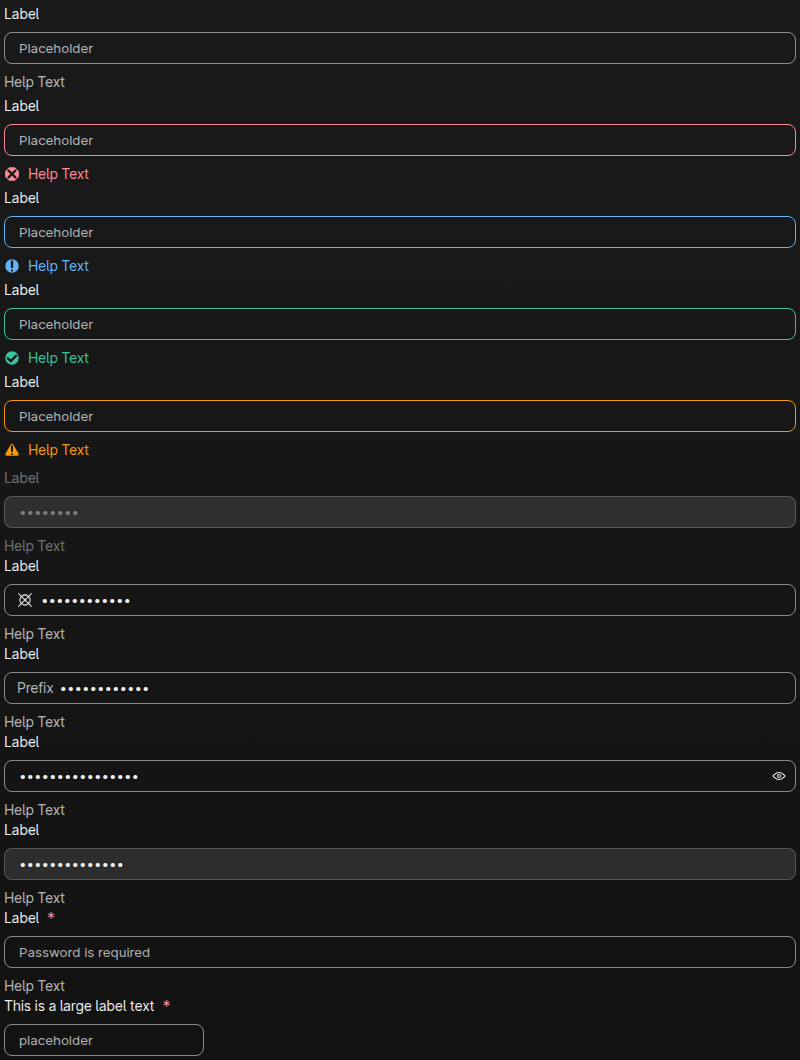 Label
Placeholder
Help Text
Label
Placeholder
Help Text
Label
Placeholder
Help Text
Label
Placeholder
Help Text
Label
Placeholder
Help Text
Label
••••••••
Help Text
Label
••••••••••••
Help Text
Label
Prefix ••••••••••••
Help Text
Label
••••••••••••••••
Help Text
Label
••••••••••••••
Help Text
Label *
Password is required
Help Text
This is a large label text *
placeholder